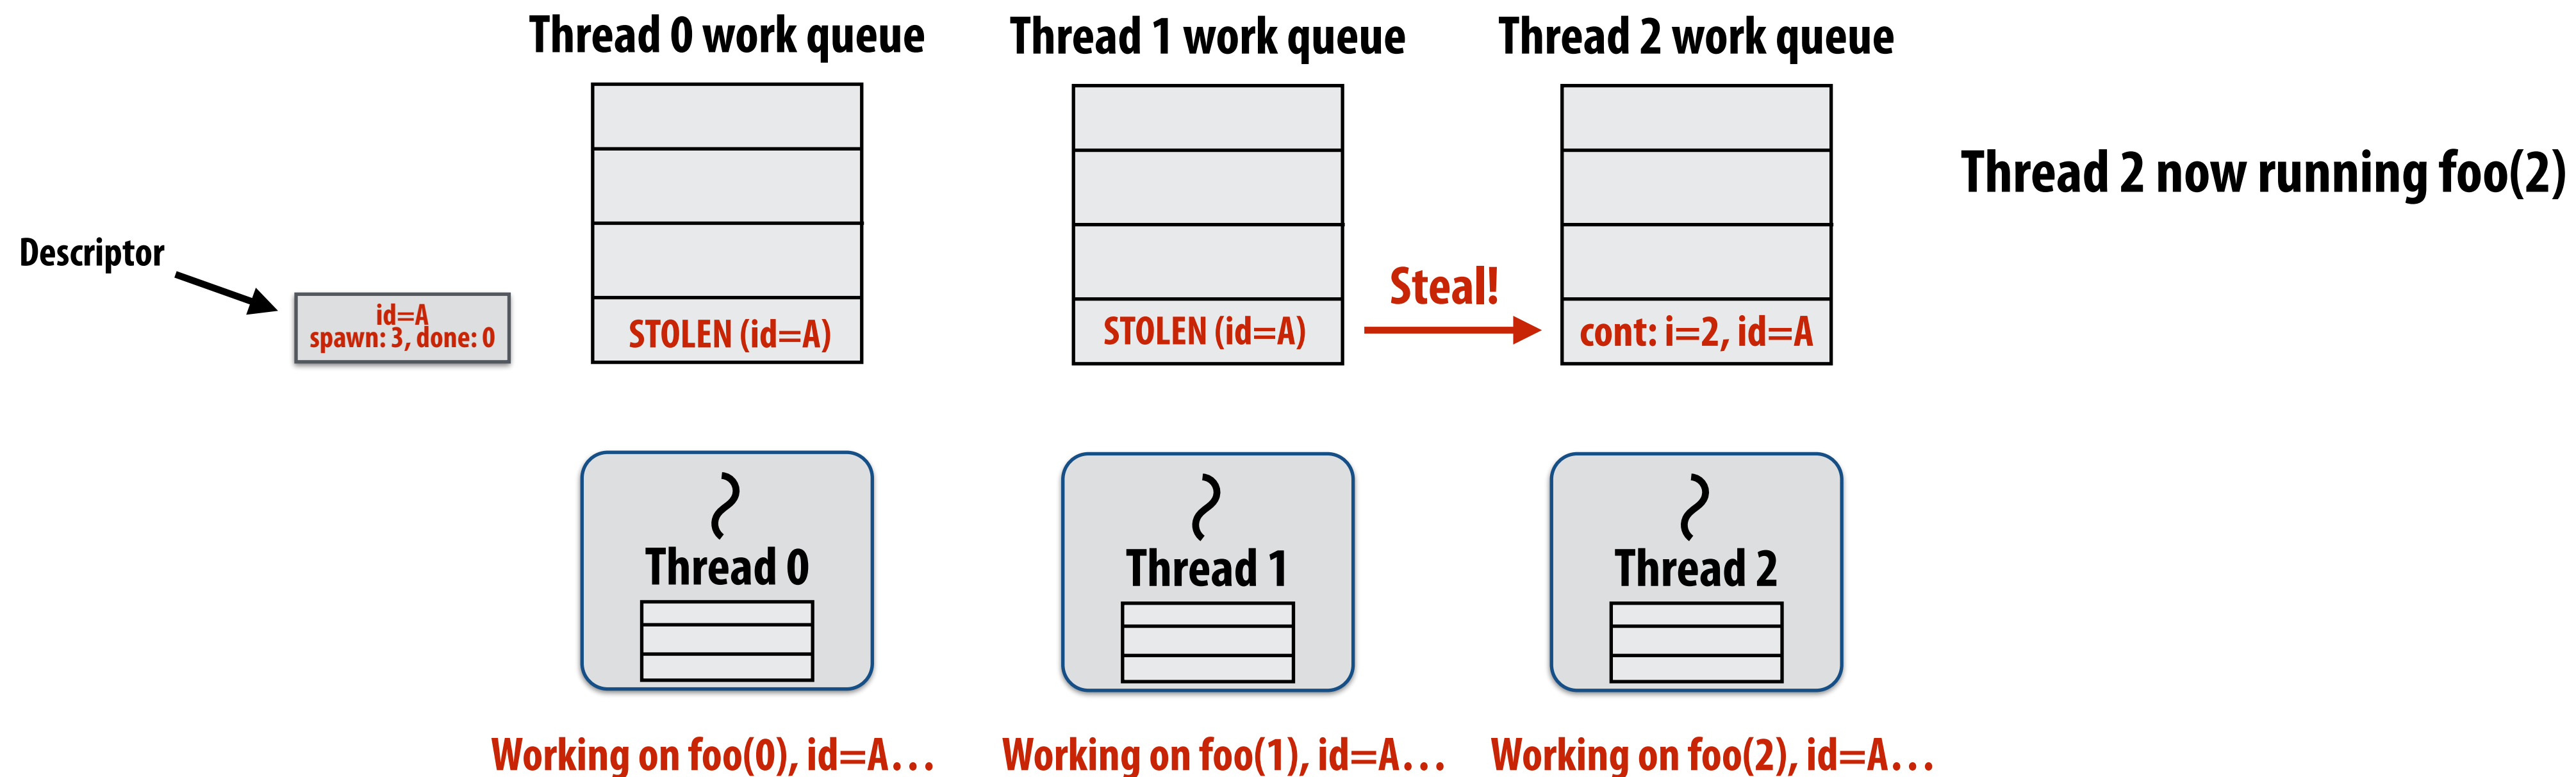 Thread 0 work queue
Thread 1 work queue
Thread 2 work queue
Thread 2 now running foo(2)
Descriptor
id=A
spawn: 3, done: 0
STOLEN (id=A)
STOLEN (id=A)
Steal!
cont: i=2, id=A
Thread 0
Thread 1
Thread 2
Working on foo(0), id=A…
Working on foo(1), id=A…
Working on foo(2), id=A…